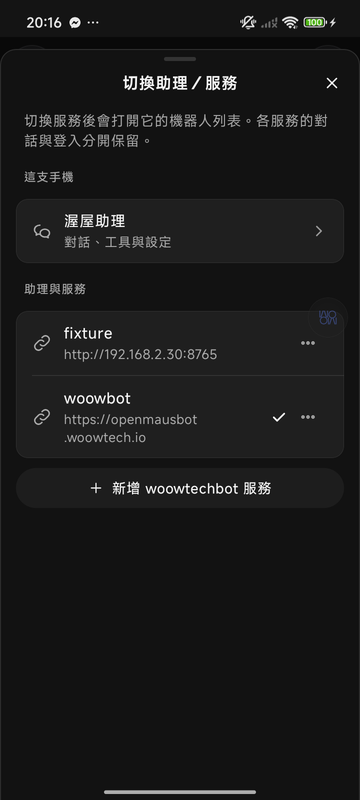 20:16
100
切換助理／服務
切換服務後會打開它的機器人列表。各服務的對
話與登入分開保留。
這支手機
渥屋助理
對話、工具與設定
助理與服務
fixture
http://192.168.2.30:8765
woowbot
https://openmausbot
.woowtech.io
+ 新增 woowtechbot 服務